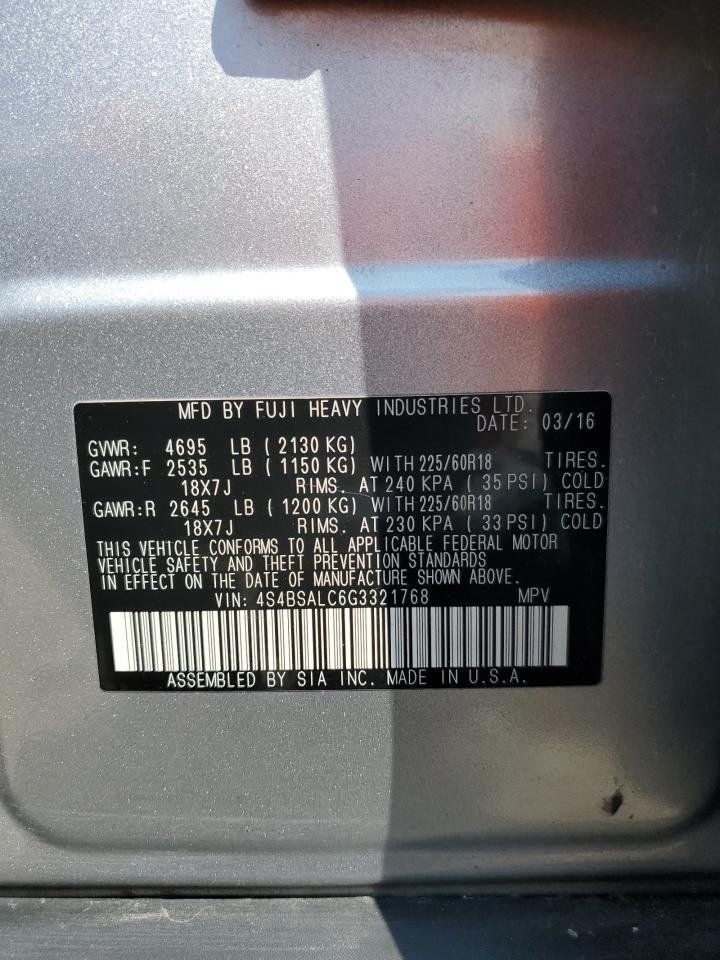 MFD BY FUJI HEAVY INDUSTRIES LTD.
DATE: 03/16
GVWR: 4695 LB ( 2130 KG)
GAWR:F 2535 LB ( 1150 KG) WITH 225/60R18 TIRES.
18X7J RIMS. AT 240 KPA ( 35 PSI) COLD
GAWR:R 2645 LB ( 1200 KG) WITH 225/60R18 TIRES.
18X7J RIMS. AT 230 KPA ( 33 PSI) COLD
THIS VEHICLE CONFORMS TO ALL APPLICABLE FEDERAL MOTOR
VEHICLE SAFETY AND THEFT PREVENTION STANDARDS
IN EFFECT ON THE DATE OF MANUFACTURE SHOWN ABOVE.
VIN: 4S4BSALC6G3321768 MPV
ASSEMBLED BY SIA INC. MADE IN U.S.A.